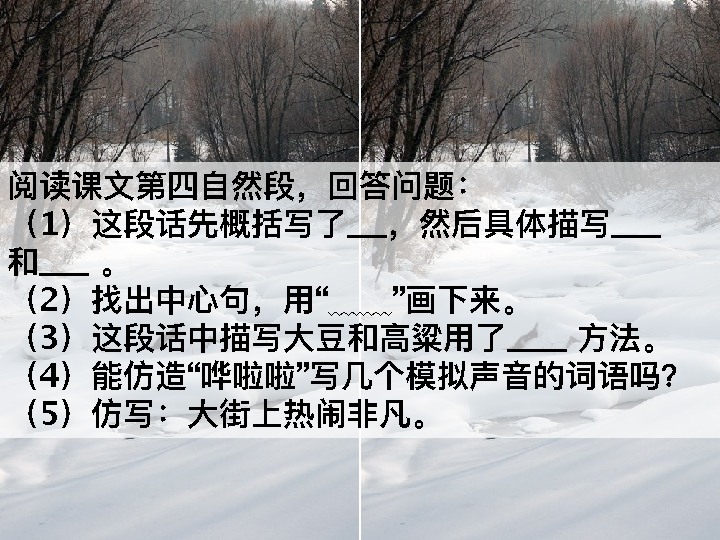 阅读课文第四自然段，回答问题：
（1）这段话先概括写了___，然后具体描写____
和____ 。
（2）找出中心句，用“﹏﹏﹏”画下来。
（3）这段话中描写大豆和高粱用了_____ 方法。
（4）能仿造“哗啦啦”写几个模拟声音的词语吗?
（5）仿写：大街上热闹非凡。